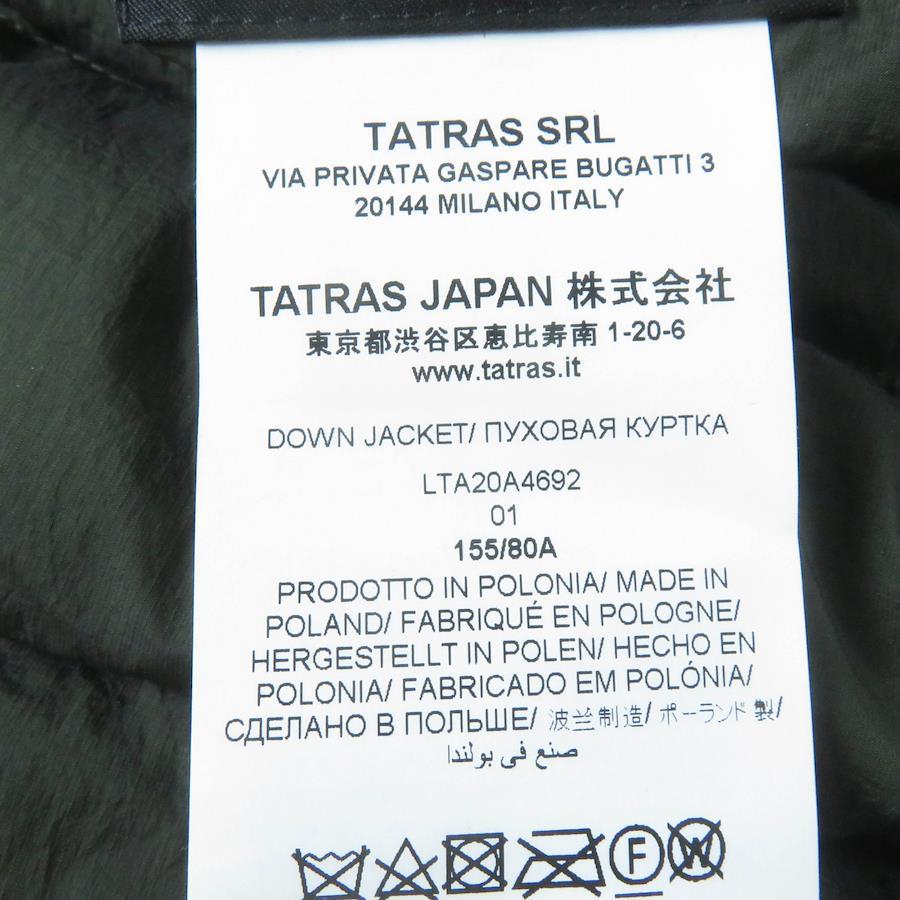 TATRAS SRL
VIA PRIVATA GASPARE BUGATTI 3
20144 MILANO ITALY
TATRAS JAPAN 株式会社
東京都渋谷区恵比寿南 1-20-6
www.tatras.it
DOWN JACKET/ ПУХОВАЯ КУРТКА
LTA20A4692
01
155/80A
PRODOTTO IN POLONIA/ MADE IN
POLAND/ FABRIQUÉ EN POLOGNE/
HERGESTELLT IN POLEN/ HECHO EN
POLONIA/ FABRICADO EM POLÓNIA/
СДЕЛАНО В ПОЛЬШЕ/ 波兰制造/ ポーランド製/
صنع في بولندا
F W